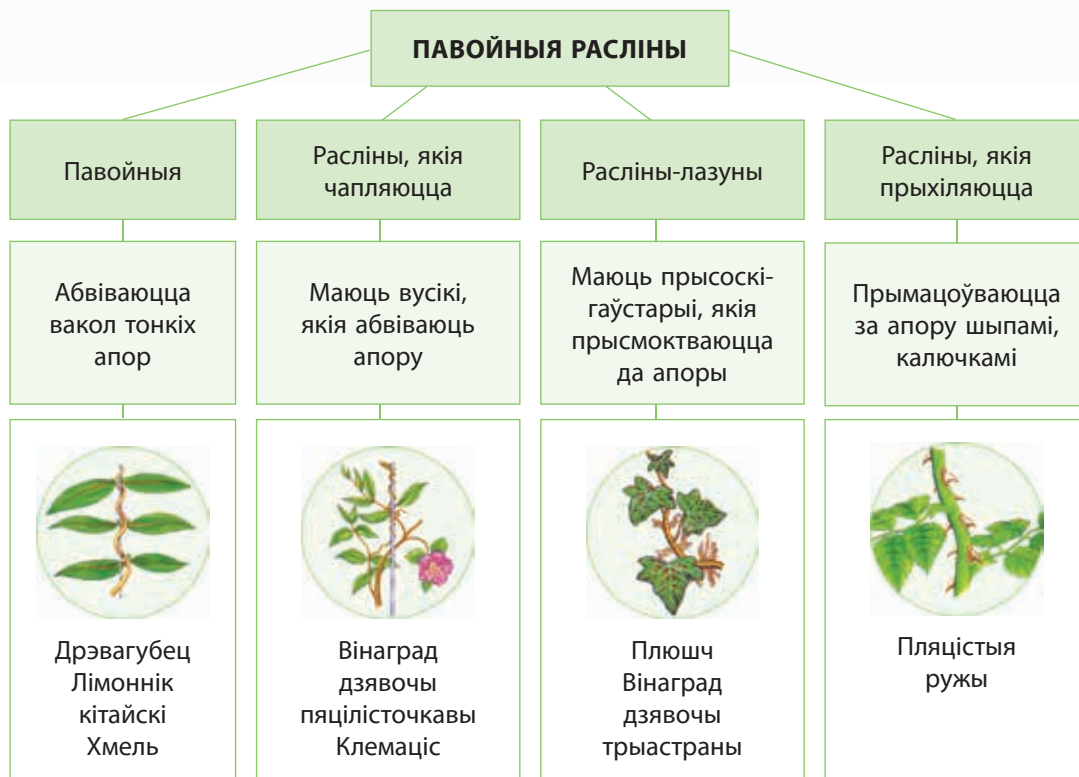 ПАВОЙНЫЯ РАСЛІНЫ
Павойныя
Расліны, якія
чапляюцца
Расліны-лазуны
Расліны, якія
прыхіляюцца
Абвіваюцца
вакол тонкіх
апор
Маюць вусікі,
якія абвіваюць
апору
Маюць прысоскі-
гаўстарыі, якія
прысмоктваюцца
да апоры
Прымацоўваюцца
за апору шыпамі,
калючкамі
Дрэвагубец
Лімоннік
кітайскі
Хмель
Вінаград
дзявочы
пяцілісточкавы
Клемаціс
Плюшч
Вінаград
дзявочы
трыастраны
Пляцістыя
ружы